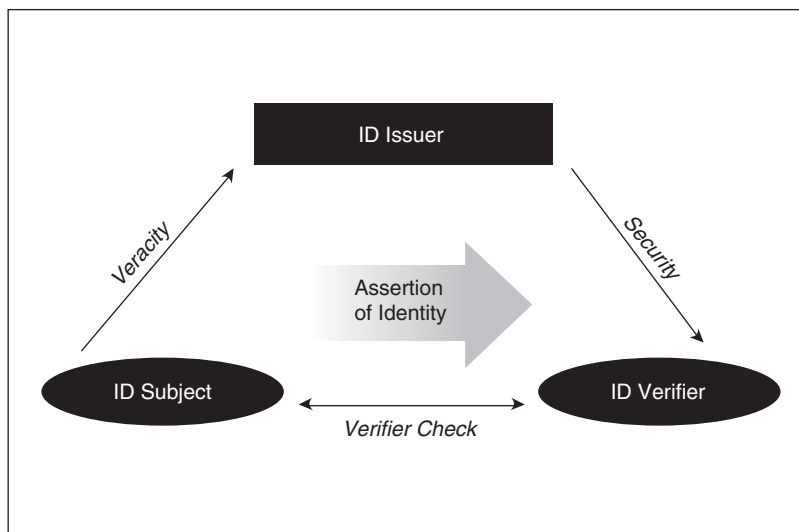 ID Issuer
Veracity
Security
Assertion
of Identity
ID Subject
ID Verifier
Verifier Check